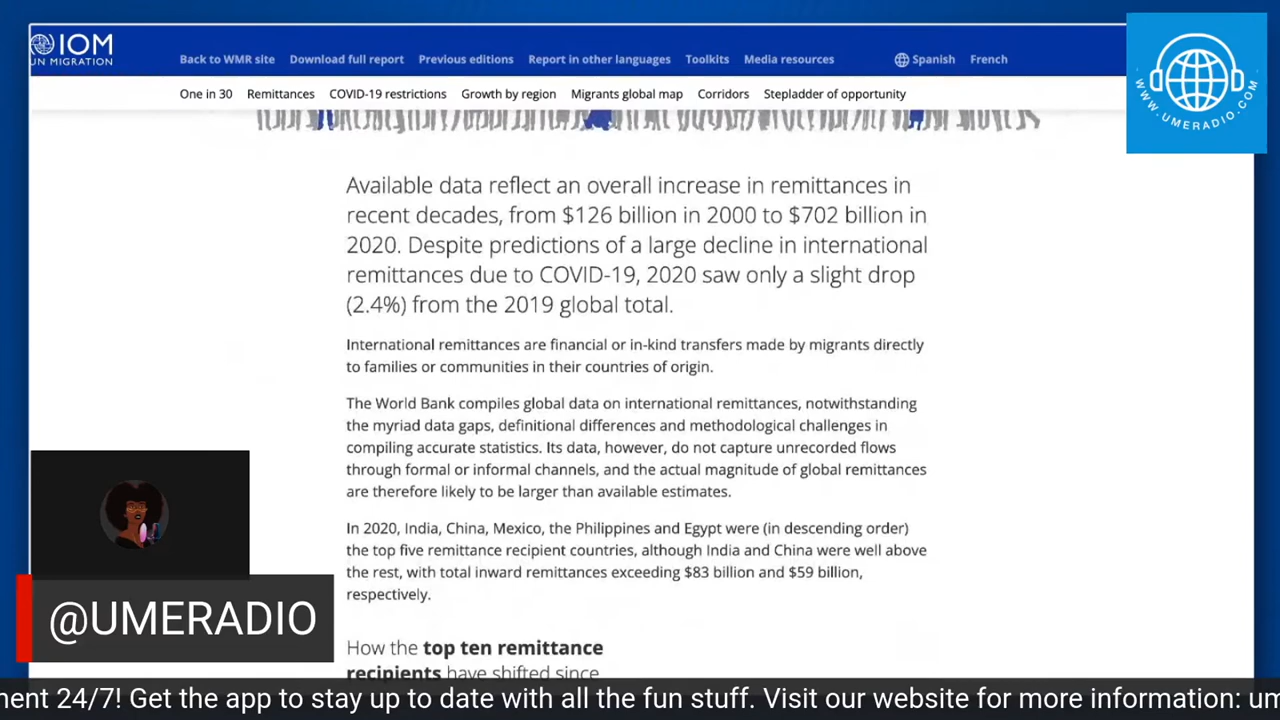 IOM
UN MIGRATION
Back to WMR site Download full report Previous editions Report in other languages Toolkits Media resources Spanish French
One in 30 Remittances COVID-19 restrictions Growth by region Migrants global map Corridors Stepladder of opportunity
WWW.UMERADIO.COM
Available data reflect an overall increase in remittances in
recent decades, from $126 billion in 2000 to $702 billion in
2020. Despite predictions of a large decline in international
remittances due to COVID-19, 2020 saw only a slight drop
(2.4%) from the 2019 global total.
International remittances are financial or in-kind transfers made by migrants directly
to families or communities in their countries of origin.
The World Bank compiles global data on international remittances, notwithstanding
the myriad data gaps, definitional differences and methodological challenges in
compiling accurate statistics. Its data, however, do not capture unrecorded flows
through formal or informal channels, and the actual magnitude of global remittances
are therefore likely to be larger than available estimates.
In 2020, India, China, Mexico, the Philippines and Egypt were (in descending order)
the top five remittance recipient countries, although India and China were well above
the rest, with total inward remittances exceeding $83 billion and $59 billion,
respectively.
How the top ten remittance
recipients have shifted since
@UMERADIO
nent 24/7! Get the app to stay up to date with all the fun stuff. Visit our website for more information: um